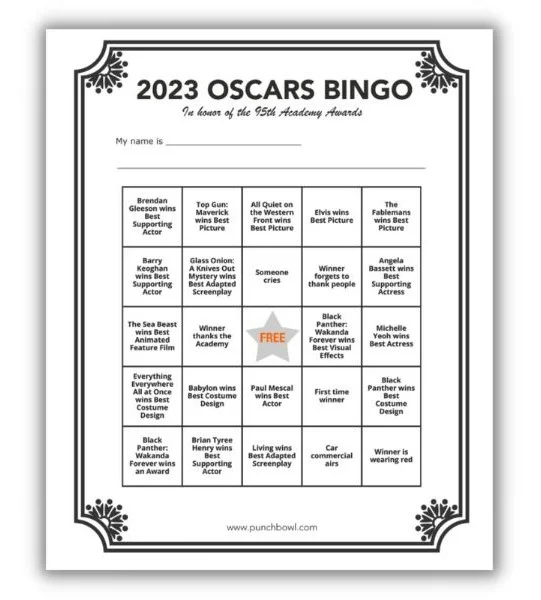 2023 OSCARS BINGO
In honor of the 95th Academy Awards
My name is
Brendan
Gleeson wins
Best
Supporting
Actor
Top Gun:
Maverick
wins Best
Picture
All Quiet on
the Western
Front wins
Best Picture
Elvis wins
Best Picture
The
Fablemans
wins Best
Picture
Barry
Keoghan
wins Best
Supporting
Actor
Glass Onion:
A Knives Out
Mystery wins
Best Adapted
Screenplay
Someone
cries
Winner
forgets to
thank people
Angela
Bassett wins
Best
Supporting
Actress
The Sea Beast
wins Best
Animated
Feature Film
Winner
thanks the
Academy
FREE
Black
Panther:
Wakanda
Forever wins
Best Visual
Effects
Michelle
Yeoh wins
Best Actress
Everything
Everywhere
All at Once
wins Best
Costume
Design
Babylon wins
Best Costume
Design
Paul Mescal
wins Best
Actor
First time
winner
Black
Panther wins
Best
Costume
Design
Black
Panther:
Wakanda
Forever wins
an Award
Brian Tyree
Henry wins
Best
Supporting
Actor
Living wins
Best Adapted
Screenplay
Car
commercial
airs
Winner is
wearing red
www.punchbowl.com